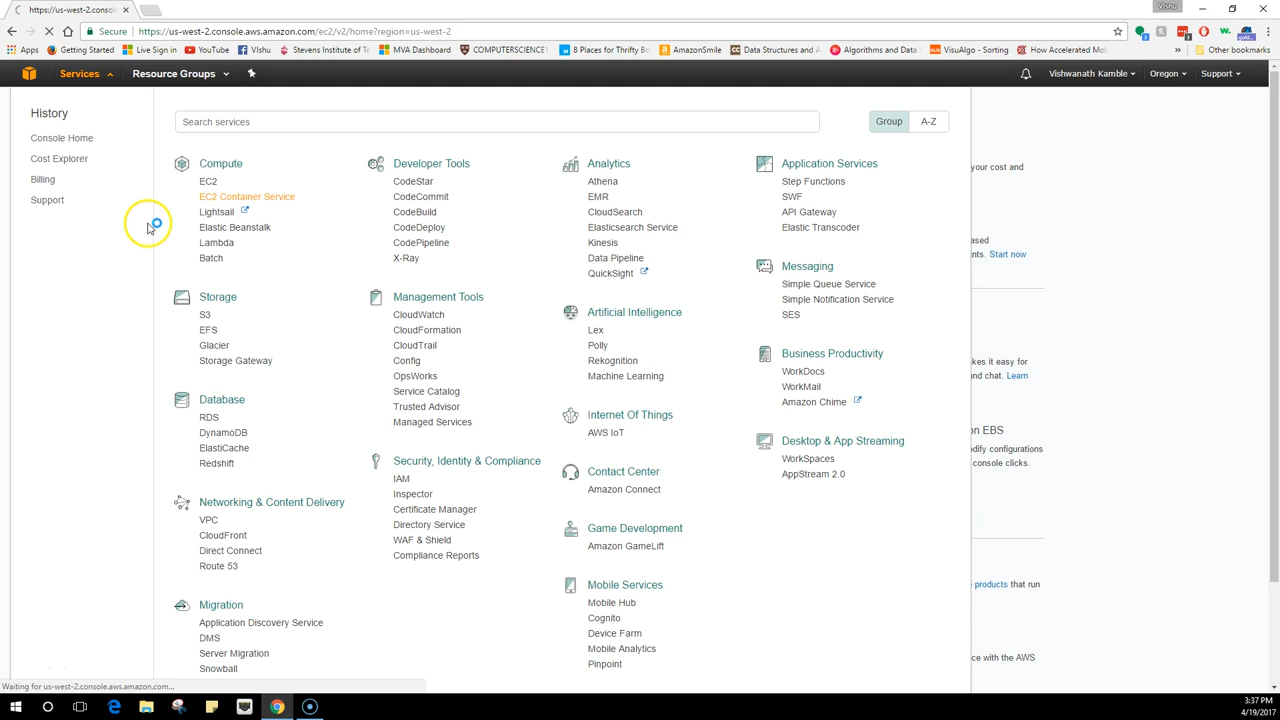 https://us-west-2.consol
Vishu
Secure
https://us-west-2.console.aws.amazon.com/ec2/v2/home?region=us-west-2
Apps
Getting Started
Live Sign in
YouTube
VIshu
Stevens Institute of Te
MVA Dashboard
COMPUTERSCIENCE!
8 Places for Thrifty Bo
AmazonSmile
Data Structures and A
Algorithms and Data
VisuAlgo - Sorting
How Accelerated Mob
Other bookmarks
Services
Resource Groups
Vishwanath Kamble
Oregon
Support
History
Console Home
Cost Explorer
Billing
Support
Search services
Group
A-Z
Compute
EC2
EC2 Container Service
Lightsail
Elastic Beanstalk
Lambda
Batch
Storage
S3
EFS
Glacier
Storage Gateway
Database
RDS
DynamoDB
ElastiCache
Redshift
Networking & Content Delivery
VPC
CloudFront
Direct Connect
Route 53
Migration
Application Discovery Service
DMS
Server Migration
Snowball
Developer Tools
CodeStar
CodeCommit
CodeBuild
CodeDeploy
CodePipeline
X-Ray
Management Tools
CloudWatch
CloudFormation
CloudTrail
Config
OpsWorks
Service Catalog
Trusted Advisor
Managed Services
Security, Identity & Compliance
IAM
Inspector
Certificate Manager
Directory Service
WAF & Shield
Compliance Reports
Analytics
Athena
EMR
CloudSearch
Elasticsearch Service
Kinesis
Data Pipeline
QuickSight
Artificial Intelligence
Lex
Polly
Rekognition
Machine Learning
Internet Of Things
AWS IoT
Contact Center
Amazon Connect
Game Development
Amazon GameLift
Mobile Services
Mobile Hub
Cognito
Device Farm
Mobile Analytics
Pinpoint
Application Services
Step Functions
SWF
API Gateway
Elastic Transcoder
Messaging
Simple Queue Service
Simple Notification Service
SES
Business Productivity
WorkDocs
WorkMail
Amazon Chime
Desktop & App Streaming
WorkSpaces
AppStream 2.0
your cost and
ased
nts. Start now
kes it easy for
and chat. Learn
on EBS
dify configurations
console clicks.
products that run
ce with the AWS
Waiting for us-west-2.console.aws.amazon.com...
3:37 PM
4/19/2017